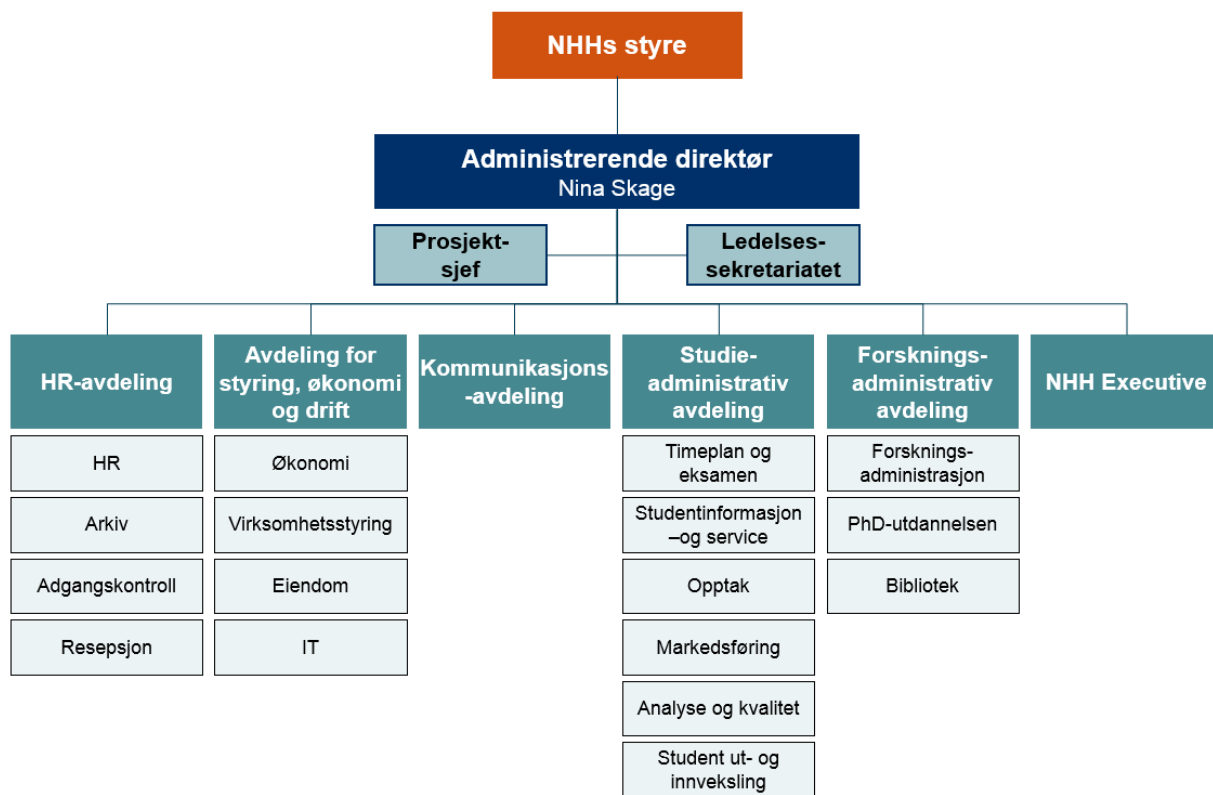 NHHs styre
Administrerende direktør
Nina Skage
Prosjekt-
sjef
Ledelses-
sekretariatet
HR-avdeling
Avdeling for
styring, økonomi
og drift
Kommunikasjons
-avdeling
Studie-
administrativ
avdeling
Forsknings-
administrativ
avdeling
NHH Executive
HR
Arkiv
Adgangskontroll
Resepsjon
Økonomi
Virksomhetsstyring
Eiendom
IT
Timeplan og
eksamen
Studentinformasjon
–og service
Opptak
Markedsføring
Analyse og kvalitet
Student ut- og
innveksling
Forsknings-
administrasjon
PhD-utdannelsen
Bibliotek